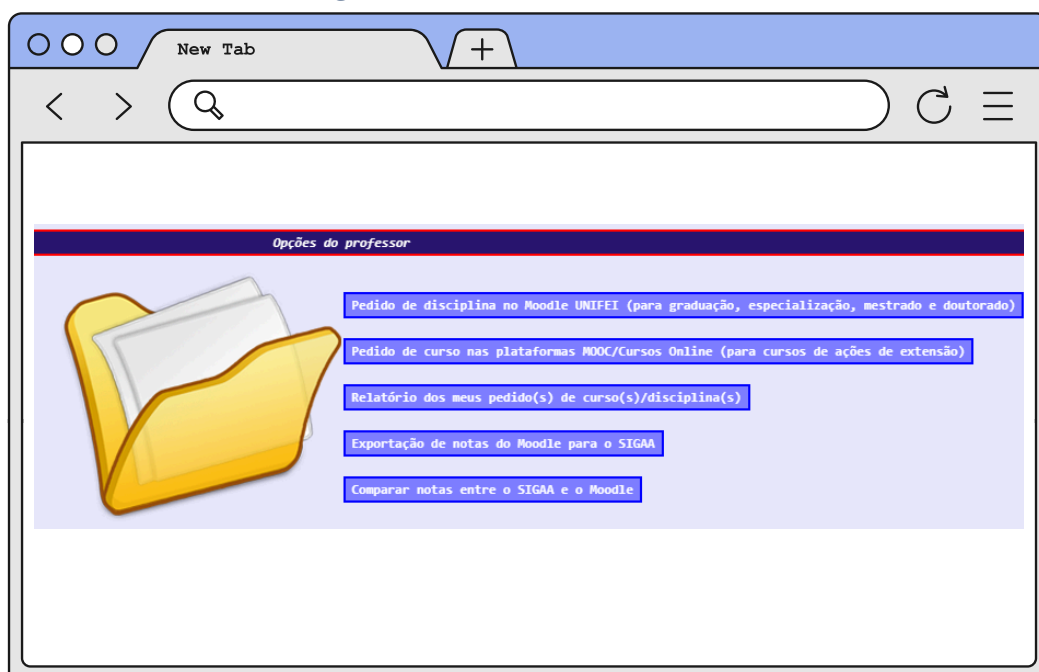 New Tab
Opções do professor
Pedido de disciplina no Moodle UNIFEI (para graduação, especialização, mestrado e doutorado)
Pedido de curso nas plataformas MOOC/Cursos Online (para cursos de ações de extensão)
Relatório dos meus pedido(s) de curso(s)/disciplina(s)
Exportação de notas do Moodle para o SIGAA
Comparar notas entre o SIGAA e o Moodle